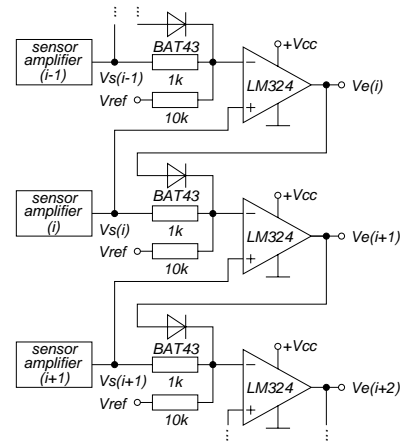 sensor
amplifier
(i-1)
Vs(i-1)
BAT43
1k
Vref
10k
−
+
+Vcc
LM324
Ve(i)
sensor
amplifier
(i)
Vs(i)
BAT43
1k
Vref
10k
−
+
+Vcc
LM324
Ve(i+1)
sensor
amplifier
(i+1)
Vs(i+1)
BAT43
1k
Vref
10k
−
+
+Vcc
LM324
Ve(i+2)